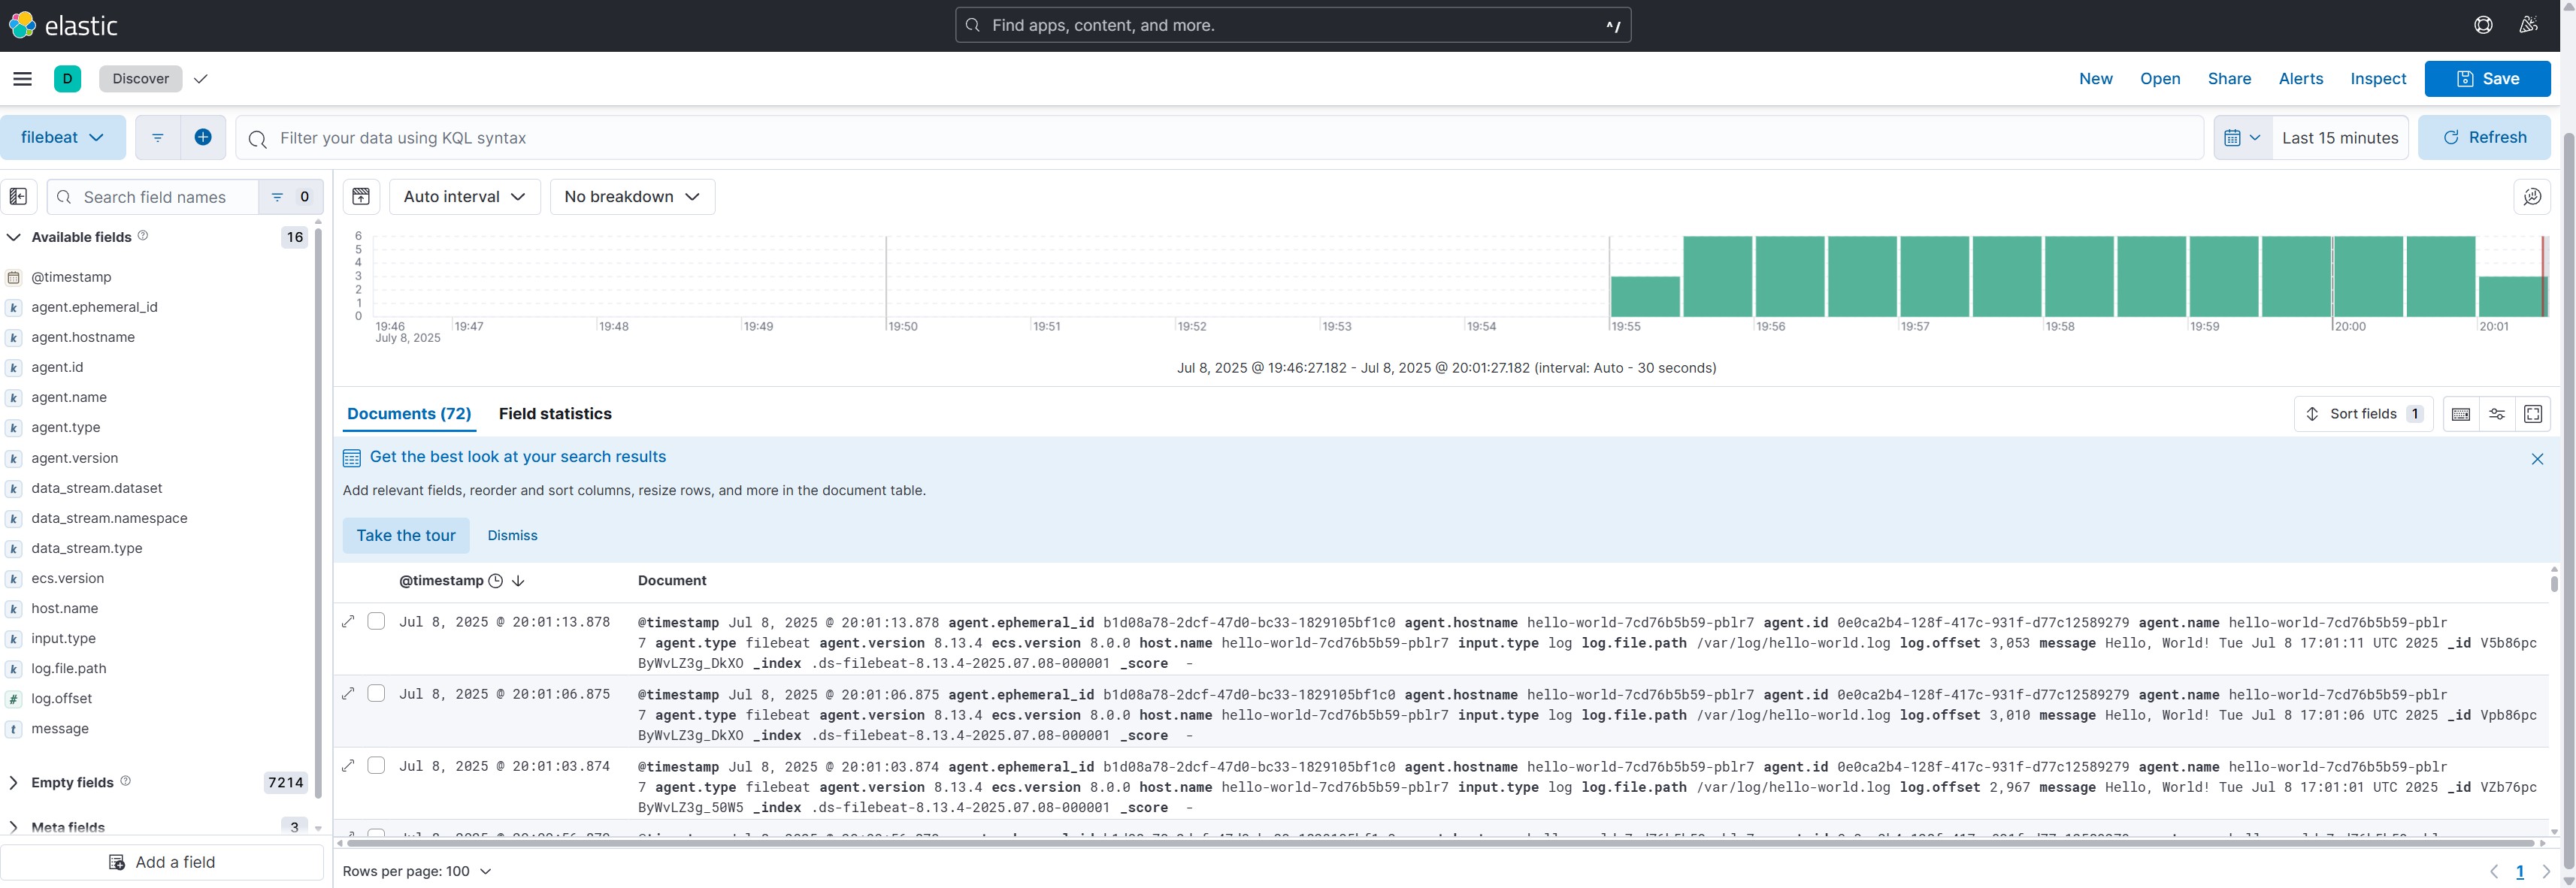 elastic
Find apps, content, and more.
^/
D
Discover
New
Open
Share
Alerts
Inspect
Save
filebeat
Filter your data using KQL syntax
Last 15 minutes
Refresh
Search field names
0
Auto interval
No breakdown
Available fields
16
@timestamp
agent.ephemeral_id
agent.hostname
agent.id
agent.name
agent.type
agent.version
data_stream.dataset
data_stream.namespace
data_stream.type
ecs.version
host.name
input.type
log.file.path
log.offset
message
Empty fields
7214
Meta fields
3
Add a field
6
5
4
3
2
1
0
19:46 19:47 19:48 19:49 19:50 19:51 19:52 19:53 19:54 19:55 19:56 19:57 19:58 19:59 20:00 20:01
July 8, 2025
Jul 8, 2025 @ 19:46:27.182 - Jul 8, 2025 @ 20:01:27.182 (interval: Auto - 30 seconds)
Documents (72)
Field statistics
Sort fields 1
Get the best look at your search results
Add relevant fields, reorder and sort columns, resize rows, and more in the document table.
Take the tour
Dismiss
@timestamp
Document
Jul 8, 2025 @ 20:01:13.878
@timestamp Jul 8, 2025 @ 20:01:13.878 agent.ephemeral_id b1d08a78-2dcf-47d0-bc33-1829105bf1c0 agent.hostname hello-world-7cd76b5b59-pblr7 agent.id 0e0ca2b4-128f-417c-931f-d77c12589279 agent.name hello-world-7cd76b5b59-pblr
7 agent.type filebeat agent.version 8.13.4 ecs.version 8.0.0 host.name hello-world-7cd76b5b59-pblr7 input.type log log.file.path /var/log/hello-world.log log.offset 3,053 message Hello, World! Tue Jul 8 17:01:11 UTC 2025 _id V5b86pc
ByWvLZ3g_DkXO _index .ds-filebeat-8.13.4-2025.07.08-000001 _score -
Jul 8, 2025 @ 20:01:06.875
@timestamp Jul 8, 2025 @ 20:01:06.875 agent.ephemeral_id b1d08a78-2dcf-47d0-bc33-1829105bf1c0 agent.hostname hello-world-7cd76b5b59-pblr7 agent.id 0e0ca2b4-128f-417c-931f-d77c12589279 agent.name hello-world-7cd76b5b59-pblr
7 agent.type filebeat agent.version 8.13.4 ecs.version 8.0.0 host.name hello-world-7cd76b5b59-pblr7 input.type log log.file.path /var/log/hello-world.log log.offset 3,010 message Hello, World! Tue Jul 8 17:01:06 UTC 2025 _id Vpb86pc
ByWvLZ3g_DkXO _index .ds-filebeat-8.13.4-2025.07.08-000001 _score -
Jul 8, 2025 @ 20:01:03.874
@timestamp Jul 8, 2025 @ 20:01:03.874 agent.ephemeral_id b1d08a78-2dcf-47d0-bc33-1829105bf1c0 agent.hostname hello-world-7cd76b5b59-pblr7 agent.id 0e0ca2b4-128f-417c-931f-d77c12589279 agent.name hello-world-7cd76b5b59-pblr
7 agent.type filebeat agent.version 8.13.4 ecs.version 8.0.0 host.name hello-world-7cd76b5b59-pblr7 input.type log log.file.path /var/log/hello-world.log log.offset 2,967 message Hello, World! Tue Jul 8 17:01:01 UTC 2025 _id VZb76pc
ByWvLZ3g_50W5 _index .ds-filebeat-8.13.4-2025.07.08-000001 _score -
Rows per page: 100
1